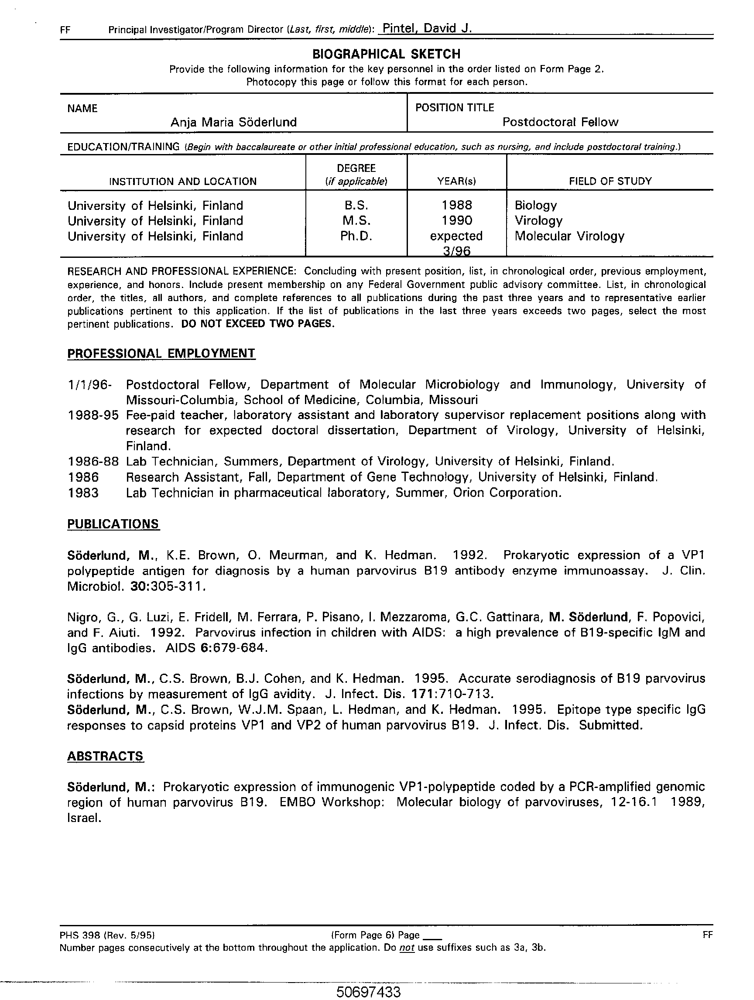 FF Principal Investigator/Program Director (Last, first, middle): Pintel, David J.
BIOGRAPHICAL SKETCH
Provide the following information for the key personnel in the order listed on Form Page 2.
Photocopy this page or follow this format for each person.
NAME POSITION TITLE
Anja Maria Söderlund Postdoctoral Fellow
EDUCATION/TRAINING (Begin with baccalaureate or other initial professional education, such as nursing, and include postdoctoral training.)
INSTITUTION AND LOCATION DEGREE (if applicable) YEAR(s) FIELD OF STUDY
University of Helsinki, Finland B.S. 1988 Biology
University of Helsinki, Finland M.S. 1990 Virology
University of Helsinki, Finland Ph.D. expected Molecular Virology
3/96
RESEARCH AND PROFESSIONAL EXPERIENCE: Concluding with present position, list, in chronological order, previous employment,
experience, and honors. Include present membership on any Federal Government public advisory committee. List, in chronological
order, the titles, all authors, and complete references to all publications during the past three years and to representative earlier
publications pertinent to this application. If the list of publications in the last three years exceeds two pages, select the most
pertinent publications. DO NOT EXCEED TWO PAGES.
PROFESSIONAL EMPLOYMENT
1/1/96- Postdoctoral Fellow, Department of Molecular Microbiology and Immunology, University of
Missouri-Columbia, School of Medicine, Columbia, Missouri
1988-95 Fee-paid teacher, laboratory assistant and laboratory supervisor replacement positions along with
research for expected doctoral dissertation, Department of Virology, University of Helsinki,
Finland.
1986-88 Lab Technician, Summers, Department of Virology, University of Helsinki, Finland.
1986 Research Assistant, Fall, Department of Gene Technology, University of Helsinki, Finland.
1983 Lab Technician in pharmaceutical laboratory, Summer, Orion Corporation.
PUBLICATIONS
Söderlund, M., K.E. Brown, O. Meurman, and K. Hedman. 1992. Prokaryotic expression of a VP1
polypeptide antigen for diagnosis by a human parvovirus B19 antibody enzyme immunoassay. J. Clin.
Microbiol. 30:305-311.
Nigro, G., G. Luzi, E. Fridell, M. Ferrara, P. Pisano, I. Mezzaroma, G.C. Gattinara, M. Söderlund, F. Popovici,
and F. Aiuti. 1992. Parvovirus infection in children with AIDS: a high prevalence of B19-specific IgM and
IgG antibodies. AIDS 6:679-684.
Söderlund, M., C.S. Brown, B.J. Cohen, and K. Hedman. 1995. Accurate serodiagnosis of B19 parvovirus
infections by measurement of IgG avidity. J. Infect. Dis. 171:710-713.
Söderlund, M., C.S. Brown, W.J.M. Spaan, L. Hedman, and K. Hedman. 1995. Epitope type specific IgG
responses to capsid proteins VP1 and VP2 of human parvovirus B19. J. Infect. Dis. Submitted.
ABSTRACTS
Söderlund, M.: Prokaryotic expression of immunogenic VP1-polypeptide coded by a PCR-amplified genomic
region of human parvovirus B19. EMBO Workshop: Molecular biology of parvoviruses, 12-16.1 1989,
Israel.
PHS 398 (Rev. 5/95) (Form Page 6) Page ___ FF
Number pages consecutively at the bottom throughout the application. Do not use suffixes such as 3a, 3b.
50697433